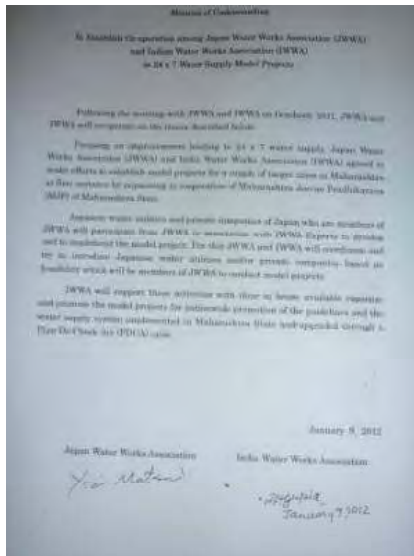 Minutes of Understanding
To Establish Co-operation among Japan Water Works Association (JWWA)
and Indian Water Works Association (IWWA)
in 24 x 7 Water Supply Model Projects
Following the meeting with JWWA and IWWA on 2011, JWWA and
IWWA will cooperate on the issues described below.
Focusing on improvement leading to 24 x 7 water supply, Japan Water
Works Association (JWWA) and India Water Works Association (IWWA) agreed to
make efforts to establish model projects for a couple of target cities in Maharashtra
at first instance by requesting to cooperation of Maharashtra Jeevan Pradhikaran
(MJP) of Maharashtra State.
Japanese water utilities and private companies of Japan who are members of
JWWA will participate from JWWA in association with IWWA Experts to develop
and to implement the model project. For this JWWA and IWWA will coordinate and
try to introduce Japanese water utilities and/or private companies based on
feasibility which will be members of JWWA to conduct model projects.
IWWA will support these activities with their in house available expertise
and promote the model projects for nationwide promotion of the guidelines and the
water supply system implemented in Maharashtra State and upgraded through a
Plan Do Check Act (PDCA) cycle.
January 9, 2012
Japan Water Works Association
India Water Works Association
January 9, 2012